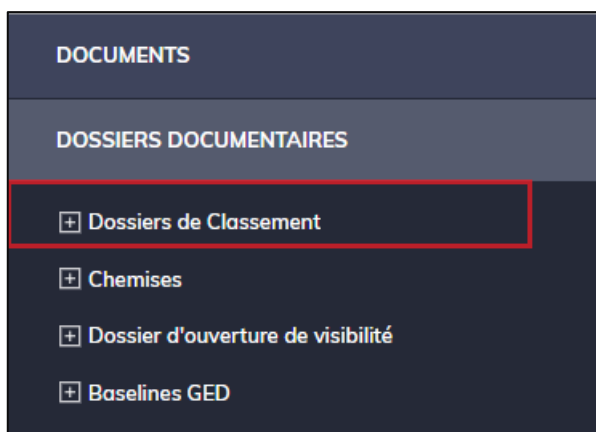 DOCUMENTS
DOSSIERS DOCUMENTAIRES
Dossiers de Classement
Chemises
Dossier d'ouverture de visibilité
Baselines GED